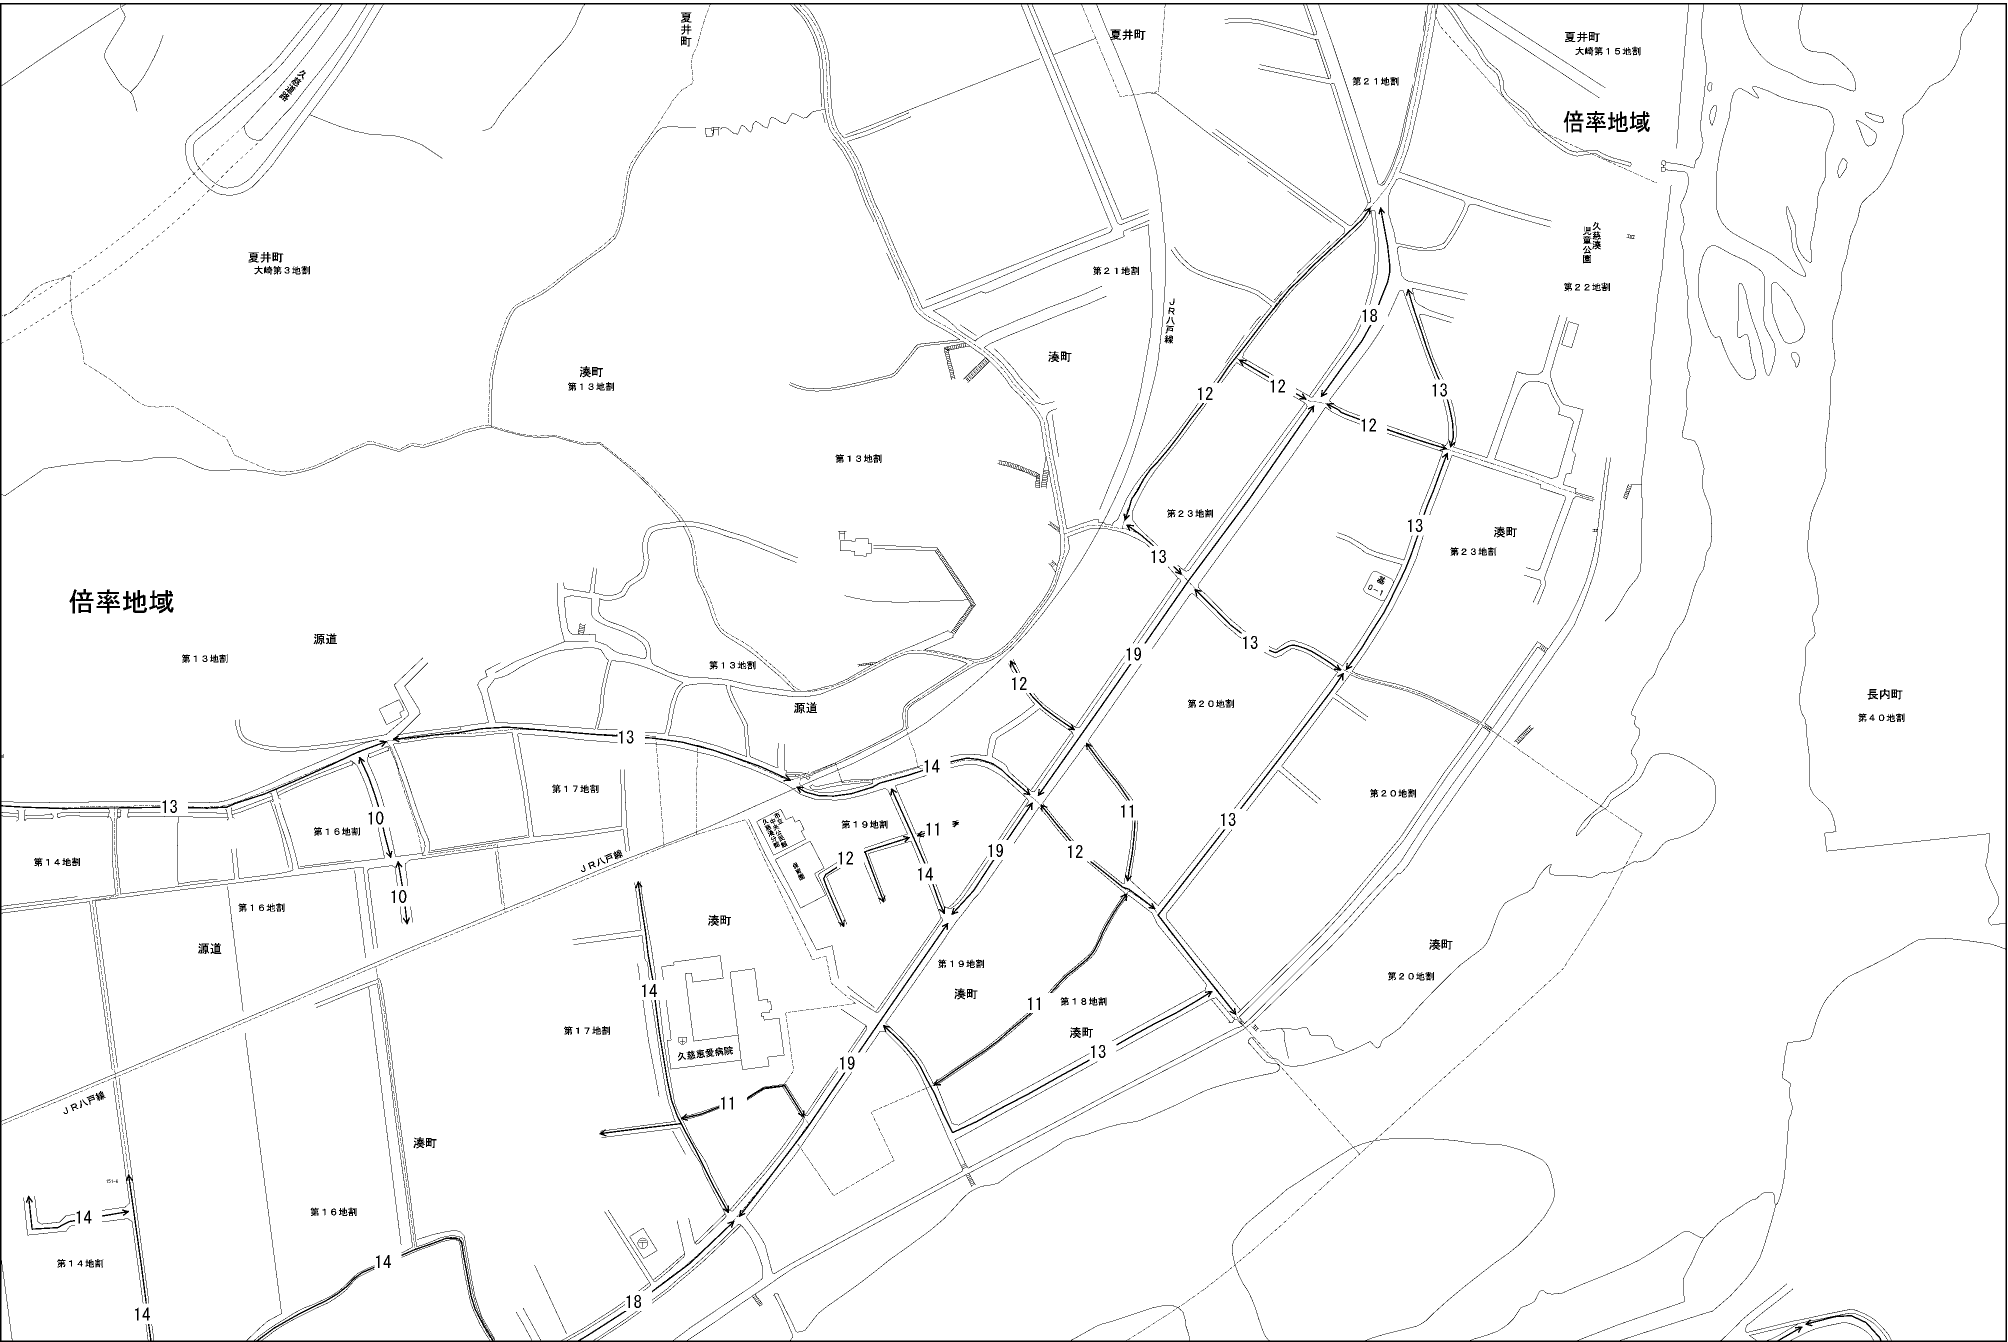 夏井町
夏井町
夏井町
大崎第15地割
第21地割
久慈道路
倍率地域
久慈湊
児童公園
夏井町
大崎第3地割
第21地割
第22地割
JR八戸線
18
湊町
湊町
第13地割
12
12
13
12
第13地割
第23地割
13
湊町
第23地割
13
基
0-1
倍率地域
源道
第13地割
第13地割
13
19
12
源道
第20地割
長内町
第40地割
13
14
第17地割
第20地割
13
10
第16地割
第19地割
11
11
13
第14地割
JR八戸線
12
保育園
14
19
12
10
第16地割
湊町
源道
湊町
第20地割
第19地割
湊町
14
11
第18地割
第17地割
湊町
久慈恵愛病院
13
19
JR八戸線
11
湊町
151-6
14
第16地割
第14地割
14
14
18